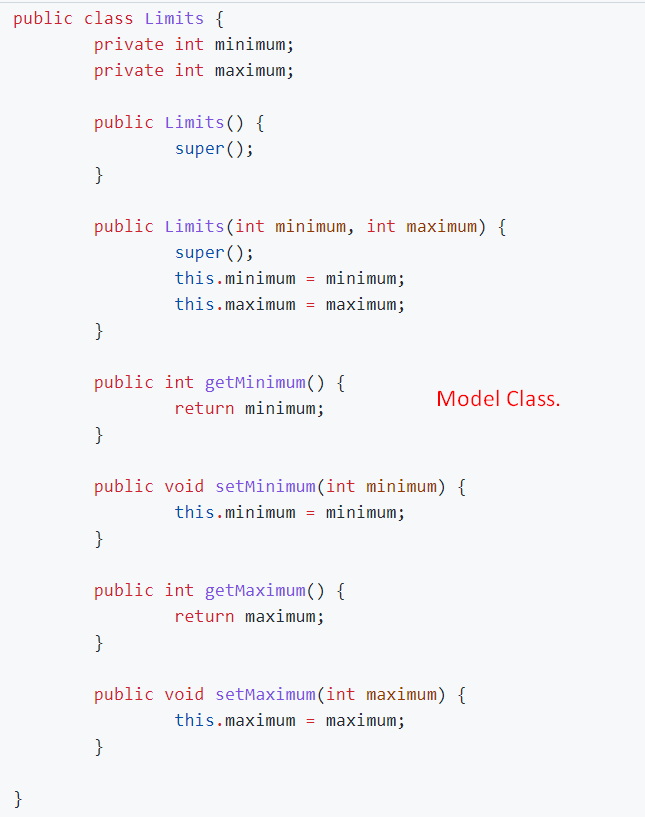 public class Limits {
private int minimum;
private int maximum;
public Limits() {
super();
}
public Limits(int minimum, int maximum) {
super();
this.minimum = minimum;
this.maximum = maximum;
}
public int getMinimum() {
return minimum;
}
Model Class.
public void setMinimum(int minimum) {
this.minimum = minimum;
}
public int getMaximum() {
return maximum;
}
public void setMaximum(int maximum) {
this.maximum = maximum;
}
}